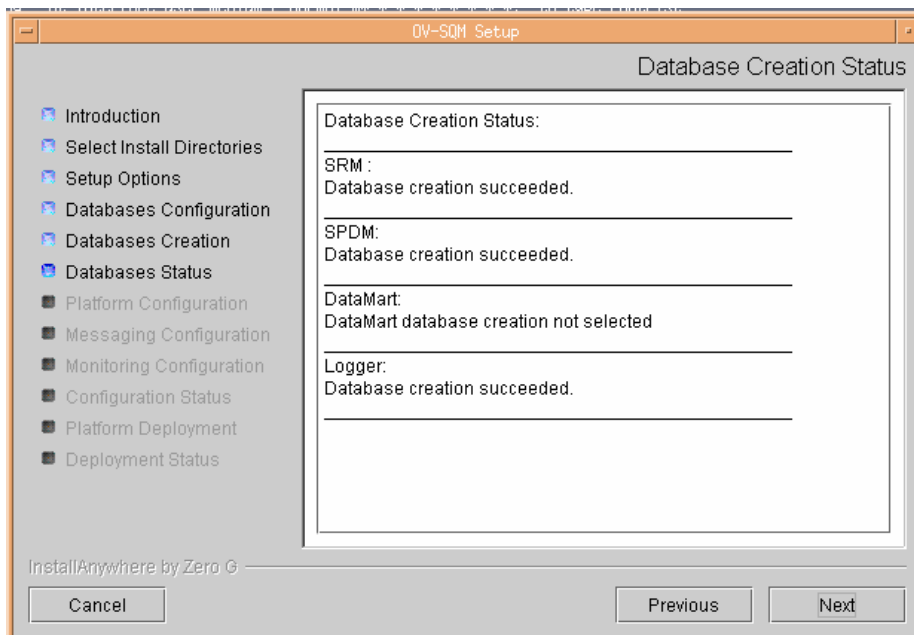 OV-SQM Setup
Database Creation Status
Introduction
Select Install Directories
Setup Options
Databases Configuration
Databases Creation
Databases Status
Platform Configuration
Messaging Configuration
Monitoring Configuration
Configuration Status
Platform Deployment
Deployment Status
Database Creation Status:
SRM :
Database creation succeeded.
SPDM:
Database creation succeeded.
DataMart:
DataMart database creation not selected
Logger:
Database creation succeeded.
InstallAnywhere by Zero G
Cancel
Previous
Next